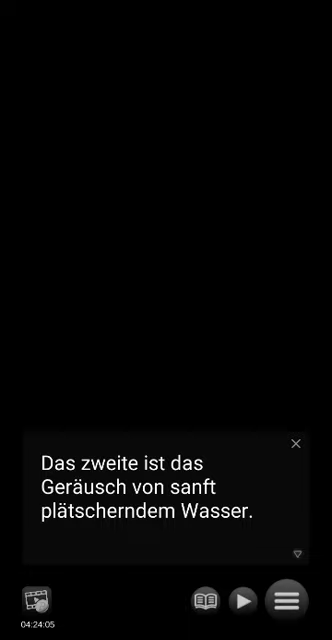 Das zweite ist das
Geräusch von sanft
plätscherndem Wasser.
04:24:05